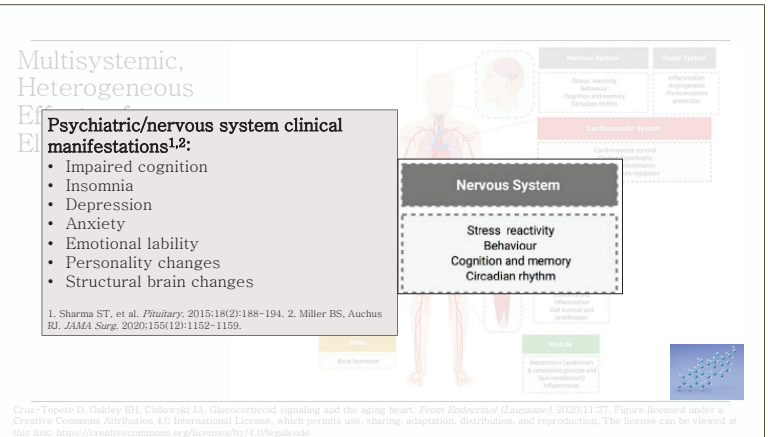 Multisystemic,
Heterogeneous
Psychiatric/nervous system clinical
manifestations1,2:
• Impaired cognition
• Insomnia
• Depression
• Anxiety
• Emotional lability
• Personality changes
• Structural brain changes
1. Sharma ST, et al. Pituitary. 2015;18(2):188-194. 2. Miller BS, Auchus
RJ. JAMA Surg. 2020;155(12):1152-1159.
Nervous System
Stress reactivity
Behaviour
Cognition and memory
Circadian rhythm
Nervous System
Stress reactivity
Behaviour
Cognition and memory
Circadian rhythm
Visual System
Inflammation
Angiogenesis
Photoreceptors
protection
Cardiovascular System
Cardiomyocyte survival
Inflammation
Cell survival and
proliferation
Bone
Bone formation
Muscle
Metabolism (anabolism
& catabolism, glucose and
lipid metabolism)
Inflammation
Cruz-Topete D, Oakley RH, Cidlowski JA. Glucocorticoid signaling and the aging heart. Front Endocrinol (Lausanne). 2020;11:37. Figure licensed under a
Creative Commons Attribution 4.0 International License, which permits use, sharing, adaptation, distribution, and reproduction. The license can be viewed at
this link: https://creativecommons.org/licenses/by/4.0/legalcode